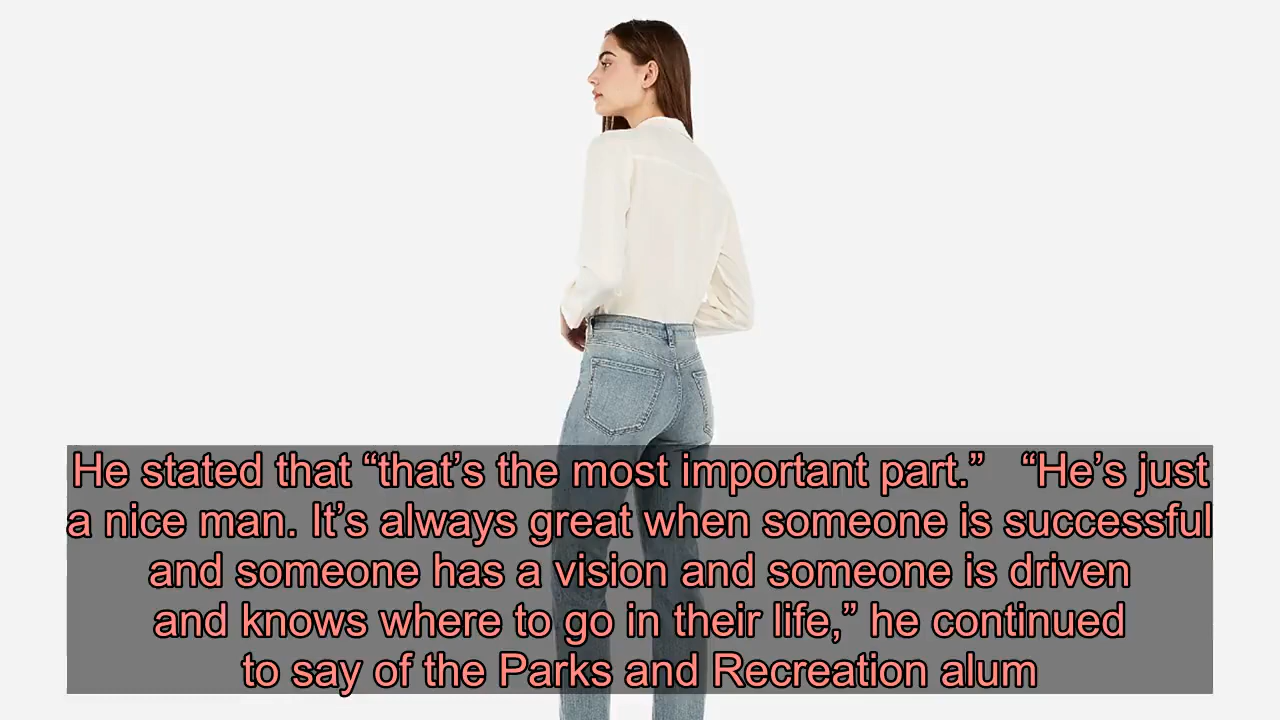 He stated that “that’s the most important part.”   “He’s just
a nice man. It’s always great when someone is successful
and someone has a vision and someone is driven
and knows where to go in their life,” he continued
to say of the Parks and Recreation alum